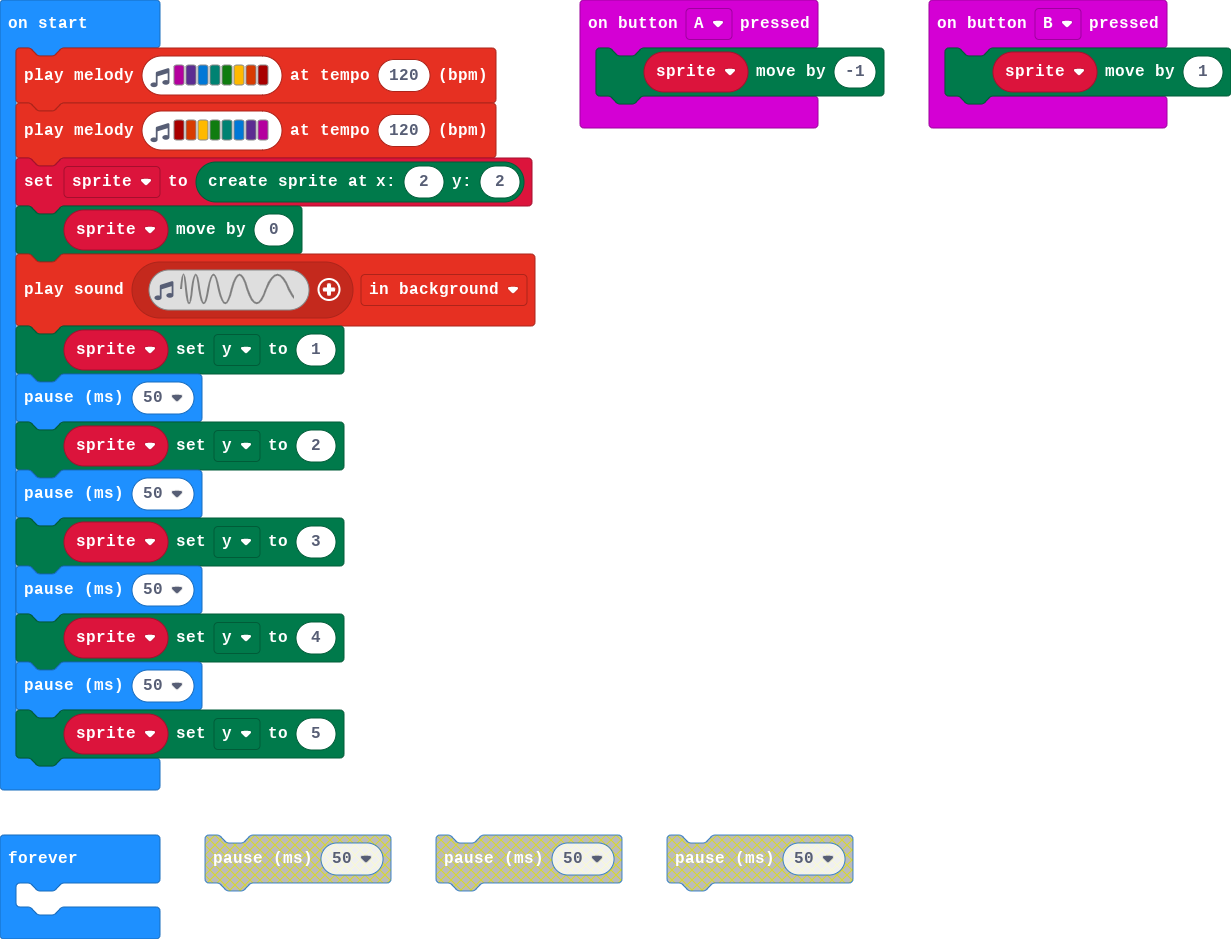 on start
play melody at tempo 120 (bpm)
play melody at tempo 120 (bpm)
set sprite to create sprite at x: 2 y: 2
sprite move by 0
play sound in background
sprite set y to 1
pause (ms) 50
sprite set y to 2
pause (ms) 50
sprite set y to 3
pause (ms) 50
sprite set y to 4
pause (ms) 50
sprite set y to 5
on button A pressed
sprite move by -1
on button B pressed
sprite move by 1
forever
pause (ms) 50
pause (ms) 50
pause (ms) 50